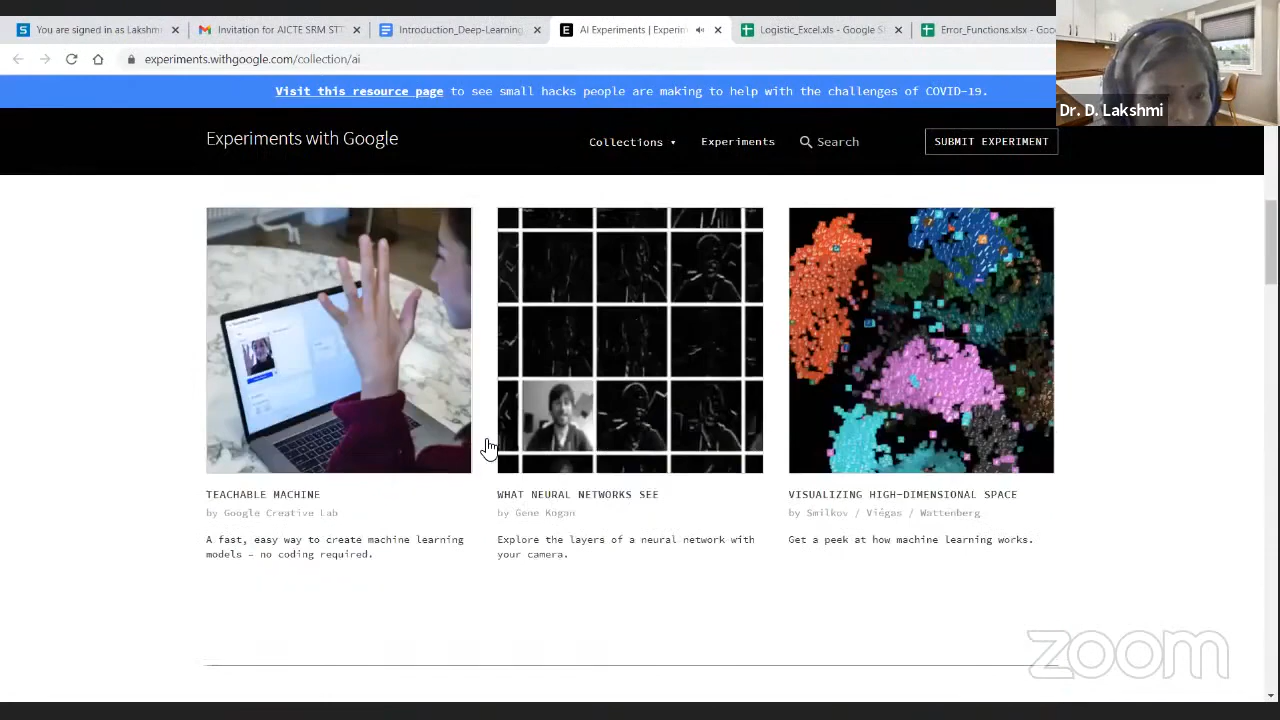 You are signed in as Lakshm
Invitation for AICTE SRM STT
Introduction_Deep-Learning
AI Experiments | Experim
Logistic_Excel.xls - Google S
Error_Functions.xlsx - Goo
experiments.withgoogle.com/collection/ai
Dr. D. Lakshmi
Visit this resource page to see small hacks people are making to help with the challenges of COVID-19.
Experiments with Google
Collections
Experiments
Search
SUBMIT EXPERIMENT
TEACHABLE MACHINE
by Google Creative Lab
A fast, easy way to create machine learning
models – no coding required.
WHAT NEURAL NETWORKS SEE
by Gene Kogan
Explore the layers of a neural network with
your camera.
VISUALIZING HIGH-DIMENSIONAL SPACE
by Smilkov / Viégas / Wattenberg
Get a peek at how machine learning works.
zoom